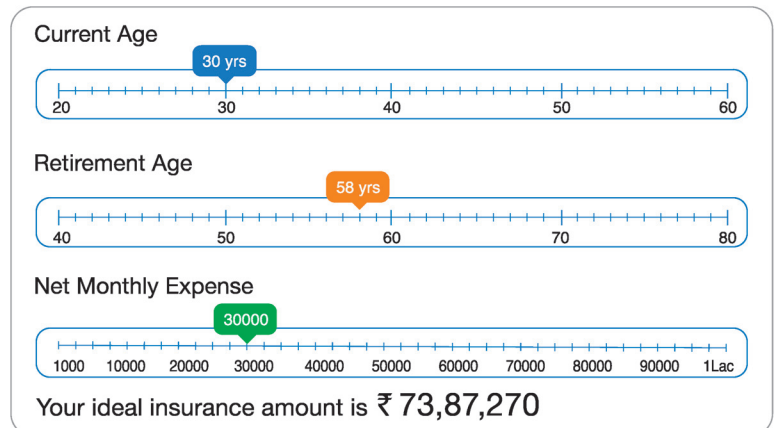 Current Age
30 yrs
20 30 40 50 60
Retirement Age
58 yrs
40 50 60 70 80
Net Monthly Expense
30000
1000 10000 20000 30000 40000 50000 60000 70000 80000 90000 1Lac
Your ideal insurance amount is ₹ 73,87,270